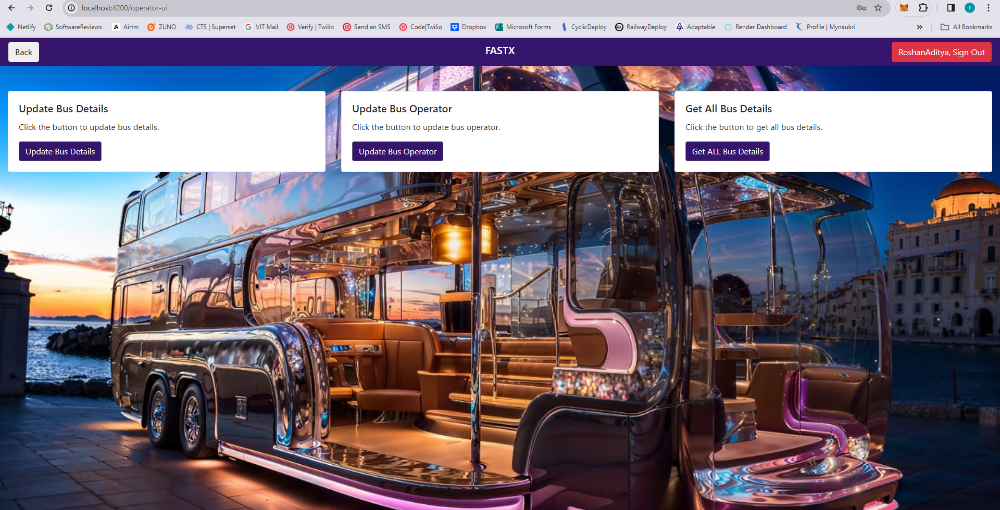 localhost:4200/operator-ui
Netlify SoftwareReviews Airtm ZUNO CTS | Superset VIT Mail Verify | Twilio Send an SMS Code|Twilio Dropbox Microsoft Forms CyclicDeploy RailwayDeploy Adaptable Render Dashboard Profile | Mynaukri » All Bookmarks
Back FASTX RoshanAditya, Sign Out
Update Bus Details
Click the button to update bus details.
Update Bus Details
Update Bus Operator
Click the button to update bus operator.
Update Bus Operator
Get All Bus Details
Click the button to get all bus details.
Get ALL Bus Details